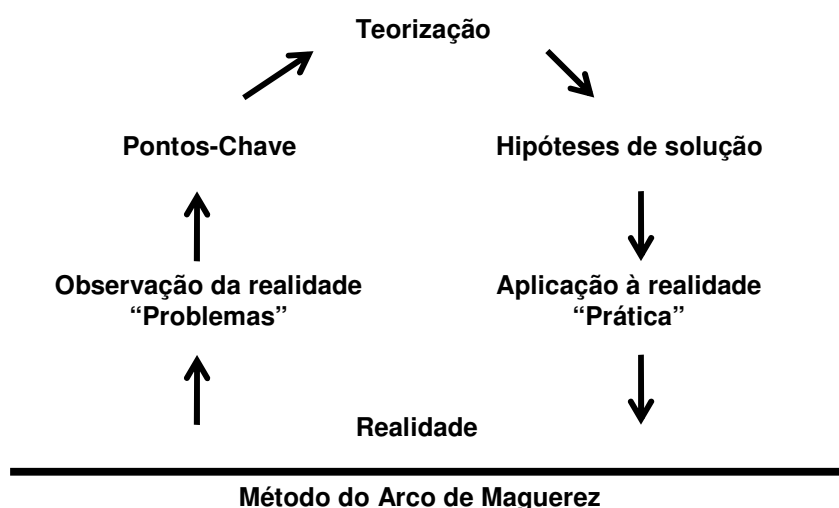 Teorização
Pontos-Chave
Hipóteses de solução
Observação da realidade
“Problemas”
Aplicação à realidade
“Prática”
Realidade
Método do Arco de Maguerez